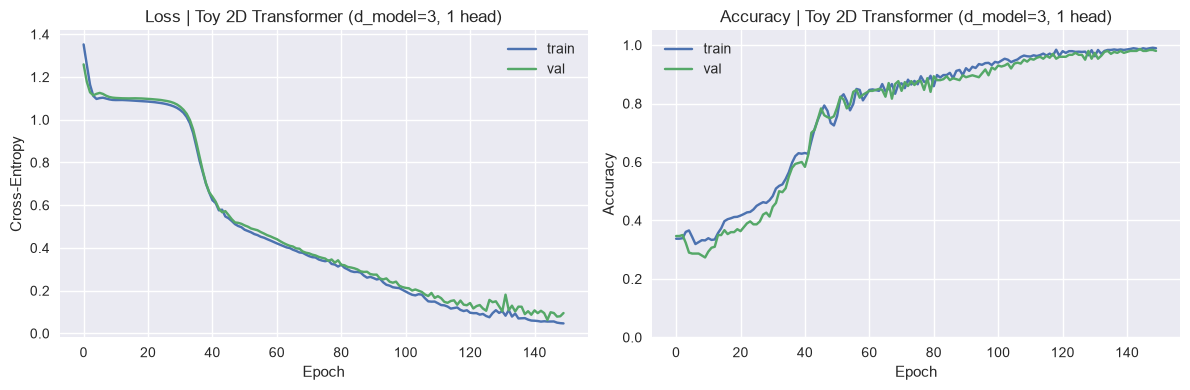 Loss | Toy 2D Transformer (d_model=3, 1 head)
1.4
1.2
1.0
0.8
0.6
0.4
0.2
0.0
Cross-Entropy
train
val
0 20 40 60 80 100 120 140
Epoch
Accuracy | Toy 2D Transformer (d_model=3, 1 head)
1.0
0.8
0.6
0.4
0.2
0.0
Accuracy
train
val
0 20 40 60 80 100 120 140
Epoch